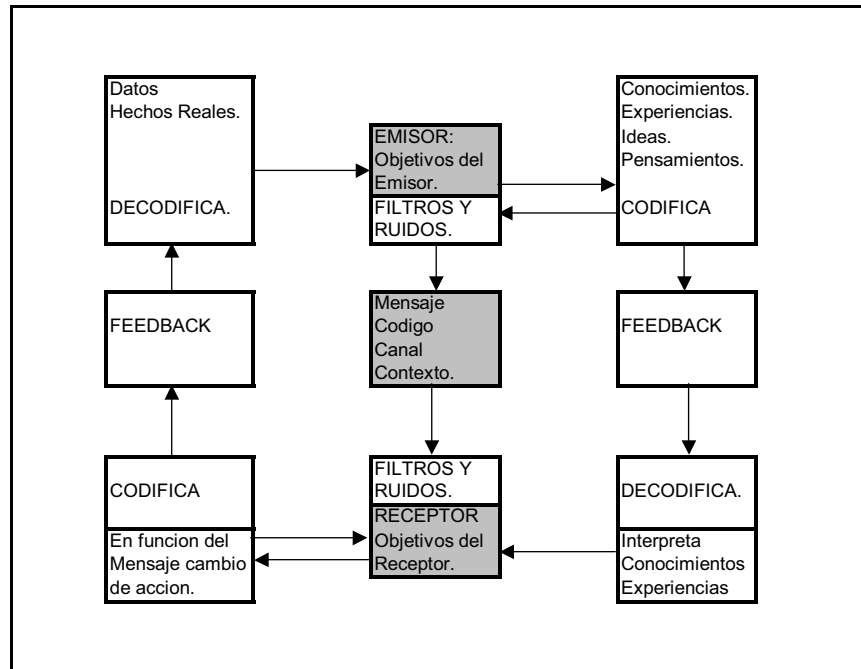 Datos
Hechos Reales.
DECODIFICA.
EMISOR:
Objetivos del
Emisor.
FILTROS Y
RUIDOS.
Conocimientos.
Experiencias.
Ideas.
Pensamientos.
CODIFICA
FEEDBACK
Mensaje
Codigo
Canal
Contexto.
FEEDBACK
CODIFICA
En funcion del
Mensaje cambio
de accion.
FILTROS Y
RUIDOS.
RECEPTOR
Objetivos del
Receptor.
DECODIFICA.
Interpreta
Conocimientos
Experiencias